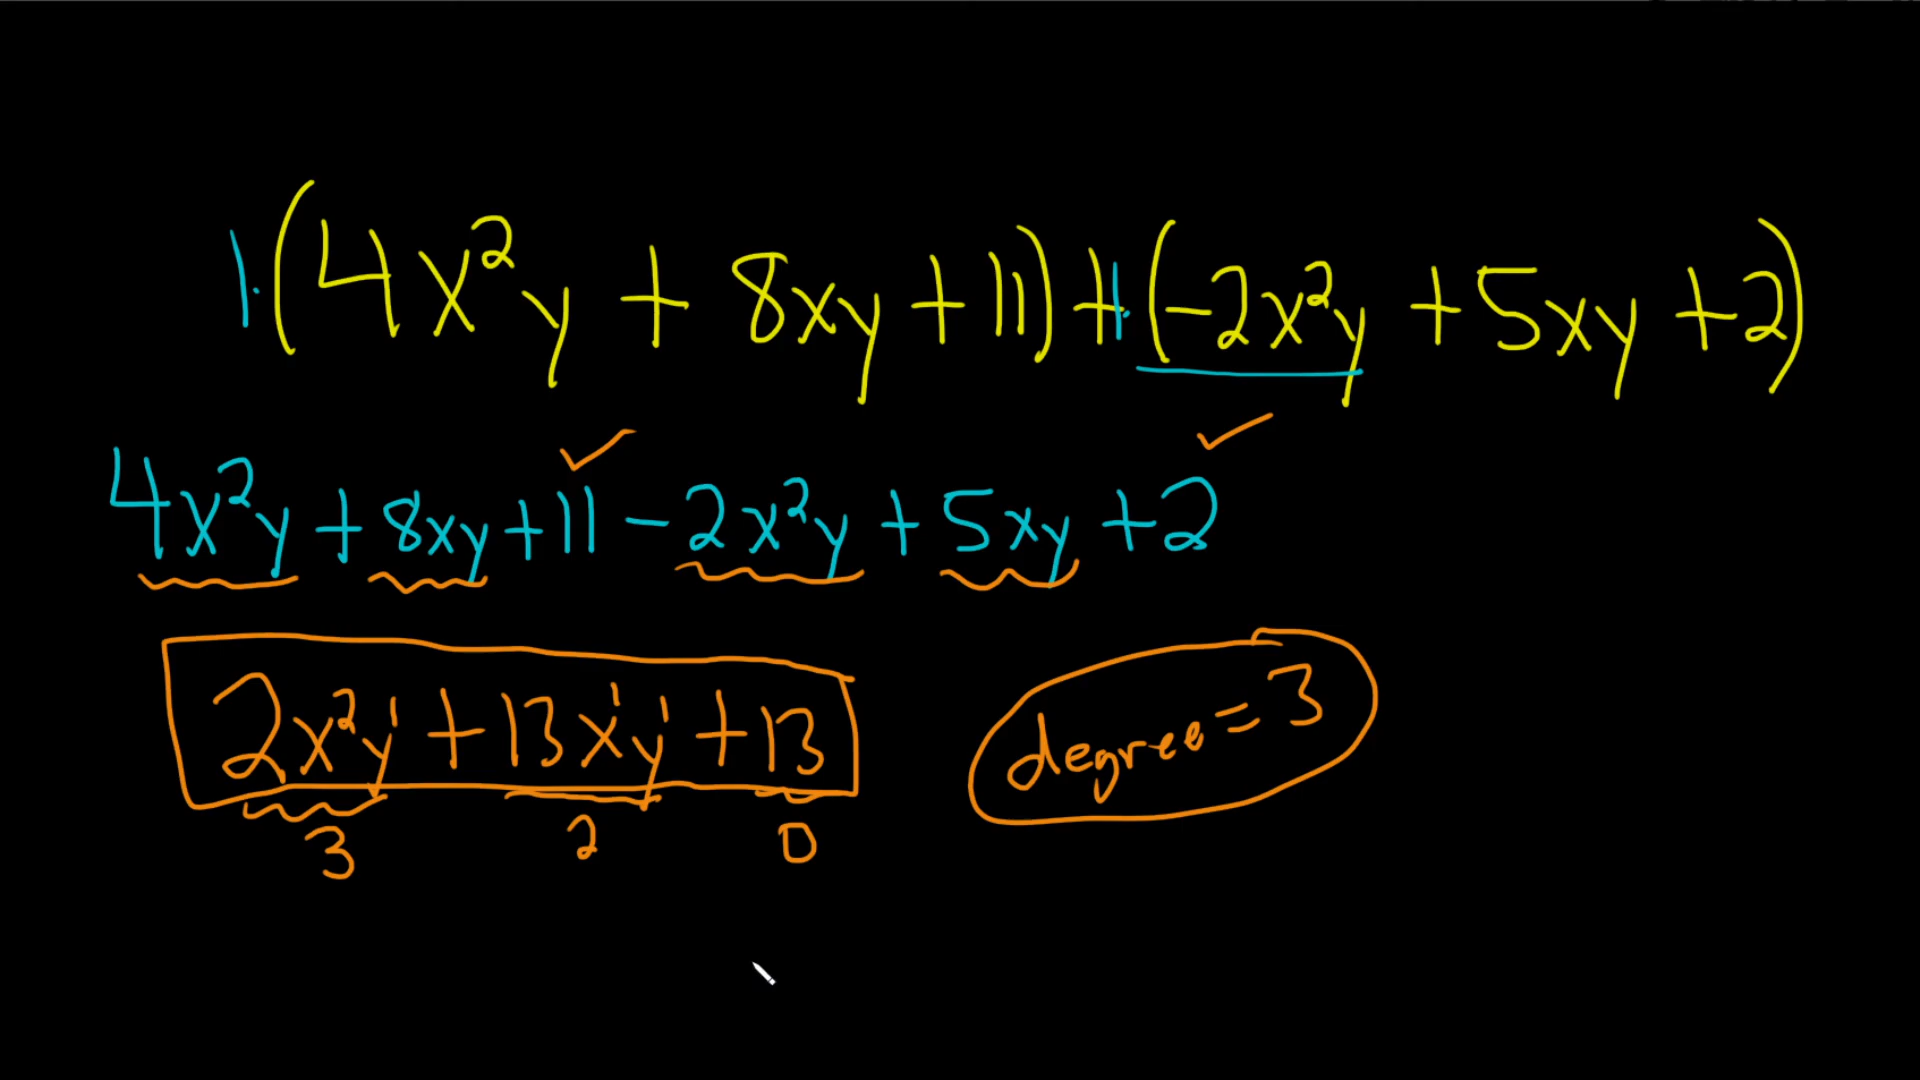 1·(4x²y + 8xy + 11) + 1·(-2x²y + 5xy + 2)
4x²y + 8xy + 11 - 2x²y + 5xy + 2
2x²y¹ + 13x¹y¹ + 13
degree = 3
3 2 0